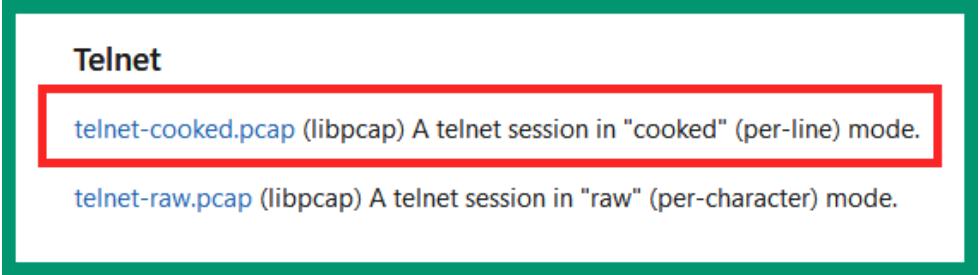 Telnet
telnet-cooked.pcap (libpcap) A telnet session in "cooked" (per-line) mode.
telnet-raw.pcap (libpcap) A telnet session in "raw" (per-character) mode.